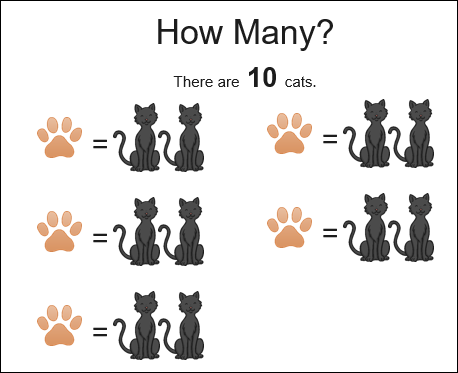 How Many?
There are 10 cats.
=
=
=
=
=